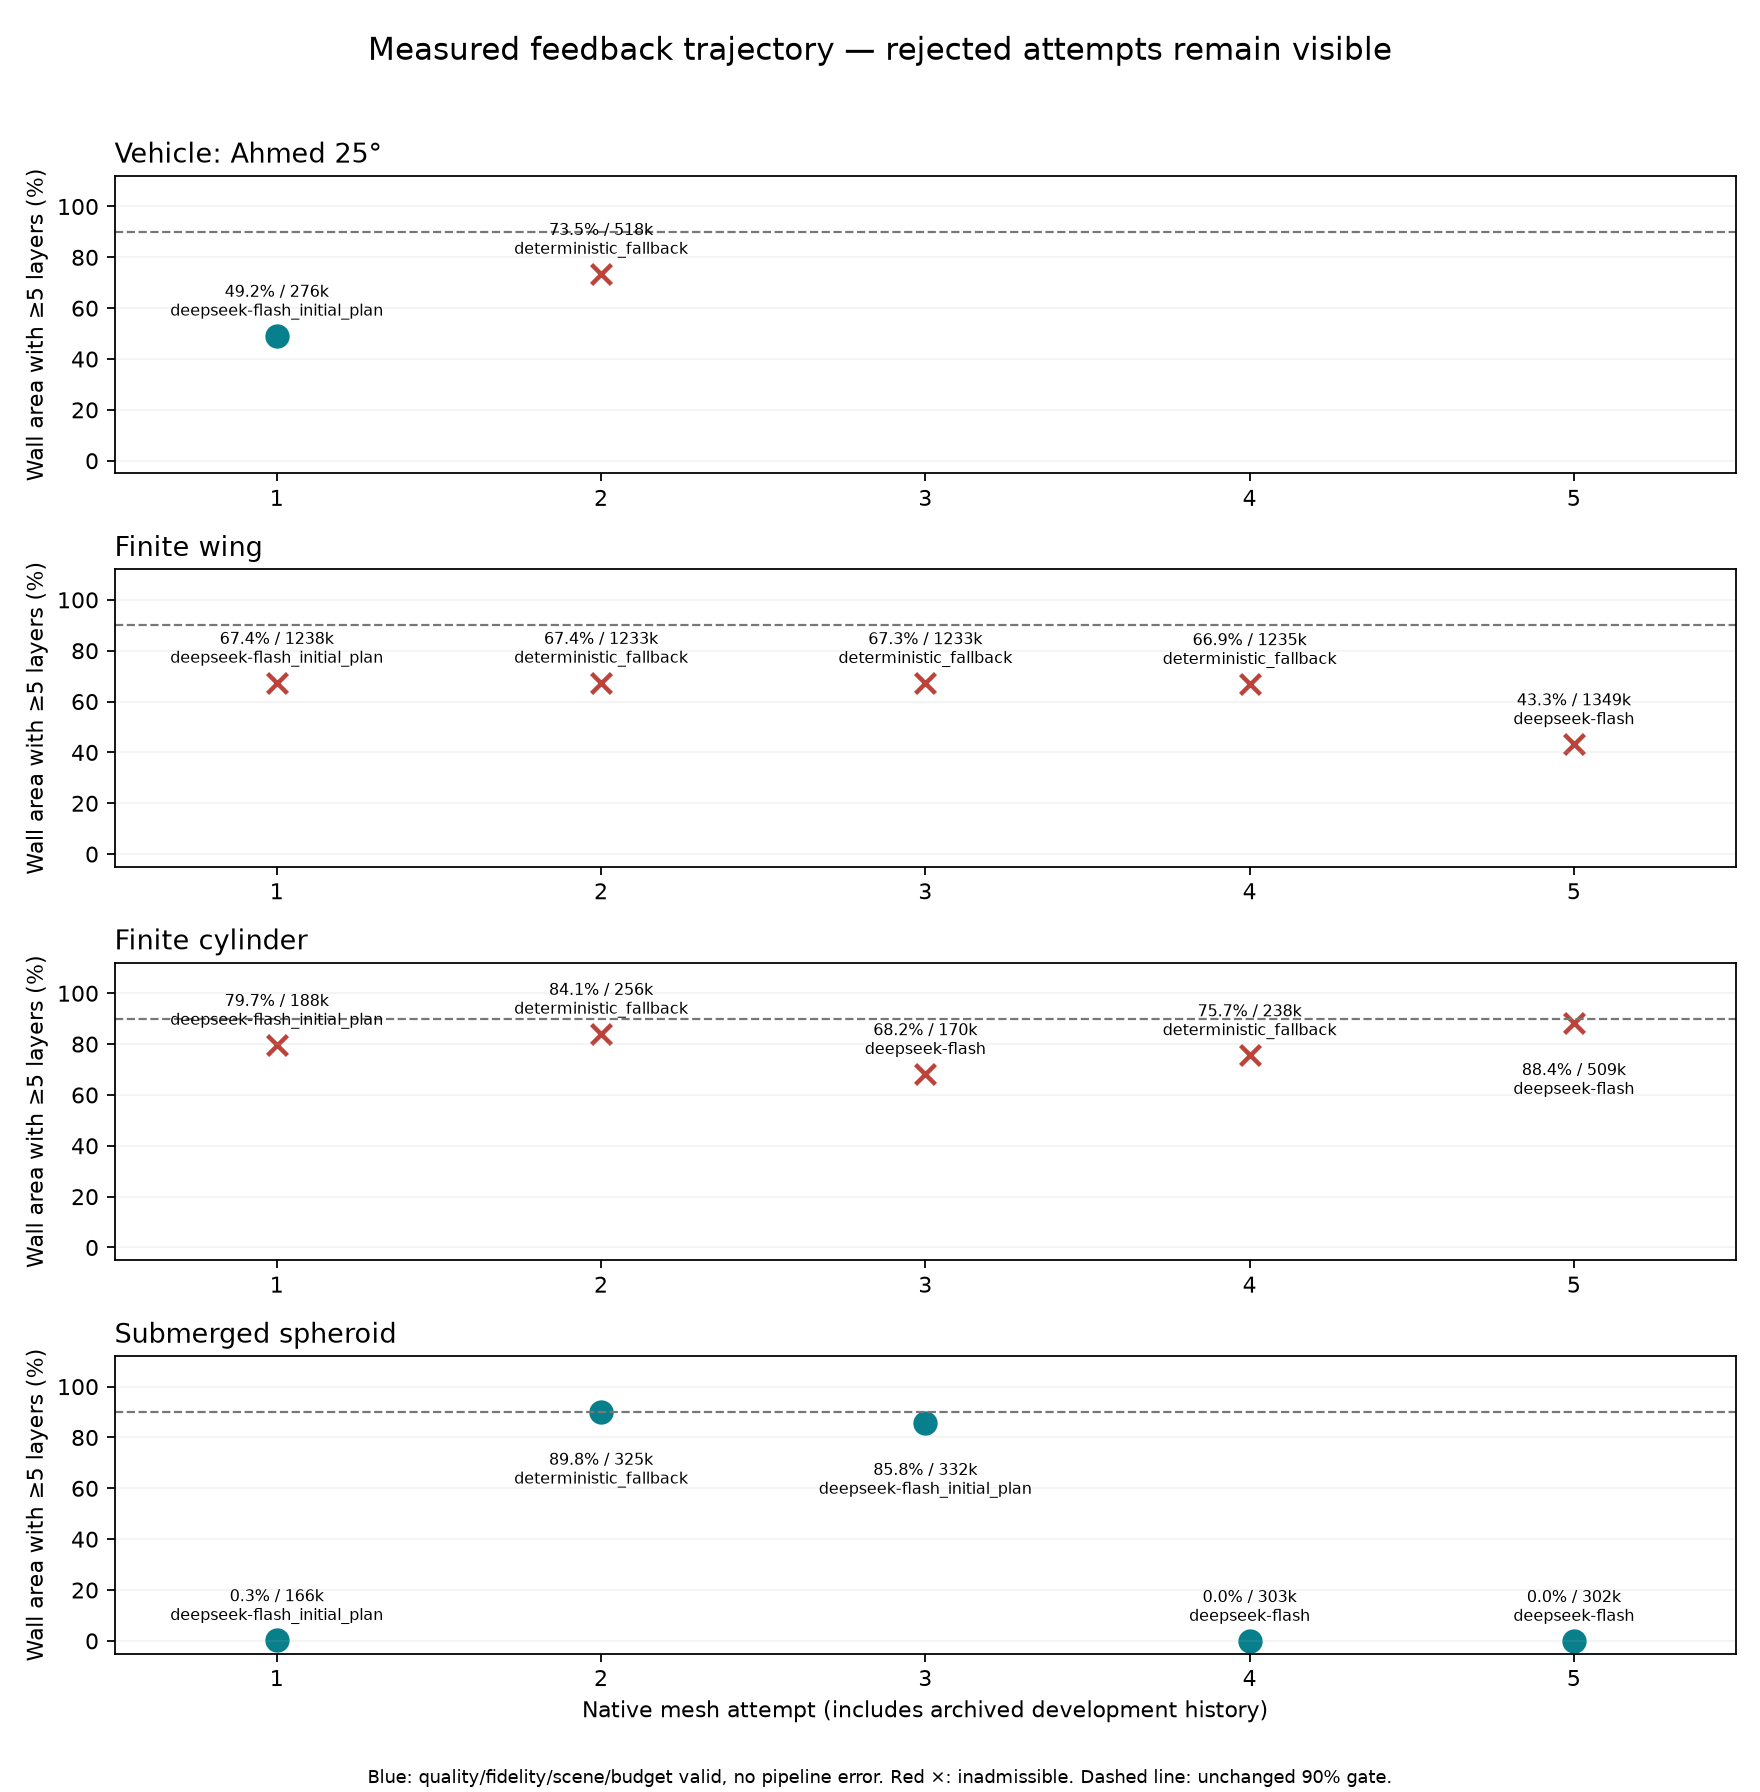 Measured feedback trajectory — rejected attempts remain visible
Vehicle: Ahmed 25°
Wall area with ≥5 layers (%)
100
80
60
40
20
0
49.2% / 276k
deepseek-flash_initial_plan
73.5% / 518k
deterministic_fallback
1 2 3 4 5
Finite wing
Wall area with ≥5 layers (%)
100
80
60
40
20
0
67.4% / 1238k
deepseek-flash_initial_plan
67.4% / 1233k
deterministic_fallback
67.3% / 1233k
deterministic_fallback
66.9% / 1235k
deterministic_fallback
43.3% / 1349k
deepseek-flash
1 2 3 4 5
Finite cylinder
Wall area with ≥5 layers (%)
100
80
60
40
20
0
79.7% / 188k
deepseek-flash_initial_plan
84.1% / 256k
deterministic_fallback
68.2% / 170k
deepseek-flash
75.7% / 238k
deterministic_fallback
88.4% / 509k
deepseek-flash
1 2 3 4 5
Submerged spheroid
Wall area with ≥5 layers (%)
100
80
60
40
20
0
0.3% / 166k
deepseek-flash_initial_plan
89.8% / 325k
deterministic_fallback
85.8% / 332k
deepseek-flash_initial_plan
0.0% / 303k
deepseek-flash
0.0% / 302k
deepseek-flash
1 2 3 4 5
Native mesh attempt (includes archived development history)
Blue: quality/fidelity/scene/budget valid, no pipeline error. Red ×: inadmissible. Dashed line: unchanged 90% gate.